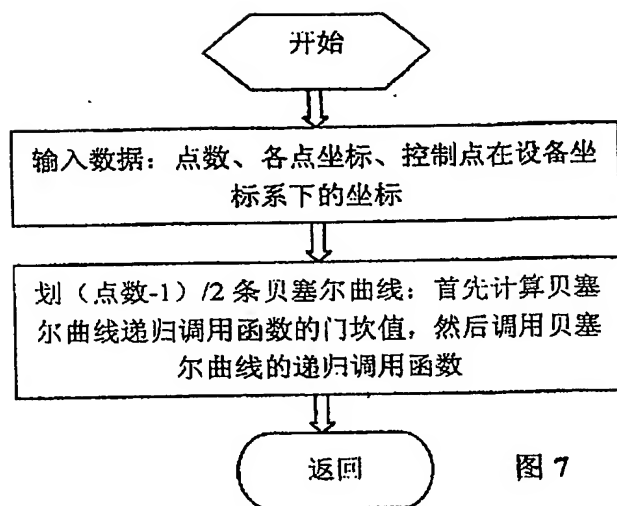 开始
输入数据：点数、各点坐标、控制点在设备坐
标系下的坐标
划（点数-1）/2 条贝塞尔曲线：首先计算贝塞
尔曲线递归调用函数的门坎值，然后调用贝塞
尔曲线的递归调用函数
返回
图 7